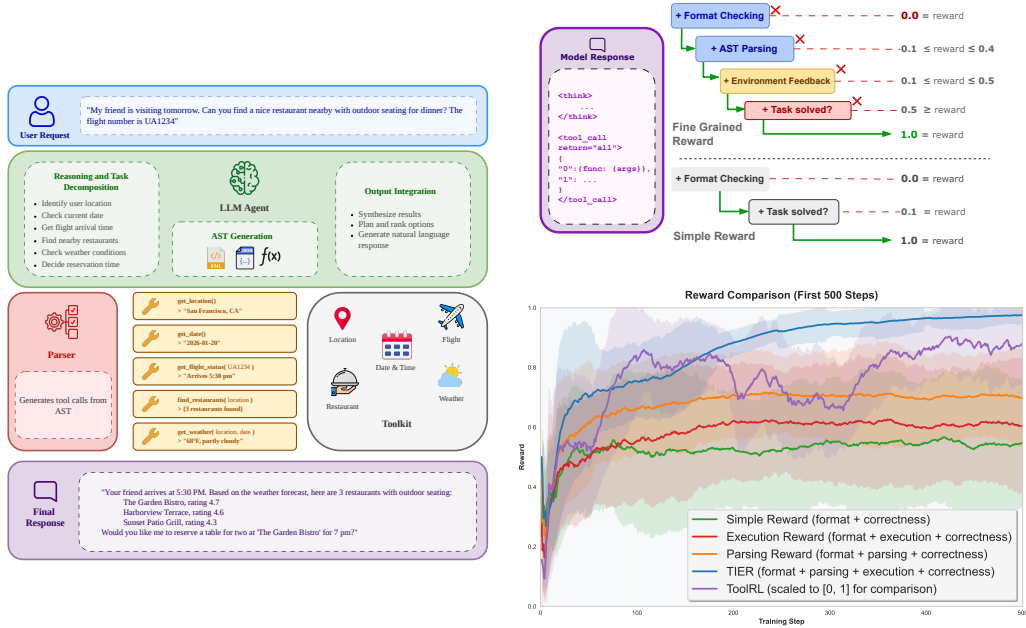 "My friend is visiting tomorrow. Can you find a nice restaurant nearby with outdoor seating for dinner? The
flight number is UA1234"
User Request
Reasoning and Task
Decomposition
• Identify user location
• Check current date
• Get flight arrival time
• Find nearby restaurants
• Check weather conditions
• Decide reservation time
LLM Agent
AST Generation
XML
JSON
{...}
ƒ(x)
Output Integration
• Synthesize results
• Plan and rank options
• Generate natural language
response
Parser
Generates tool calls from
AST
get_location()
> "San Francisco, CA"
get_date()
> "2026-01-20"
get_flight_status( UA1234 )
> "Arrives 5:30 pm"
find_restaurants( location )
> (3 restaurants found)
get_weather( location, date )
> "68°F, partly cloudy"
Location
Flight
Date & Time
Restaurant
Weather
Toolkit
Final
Response
"Your friend arrives at 5:30 PM. Based on the weather forecast, here are 3 restaurants with outdoor seating:
The Garden Bistro, rating 4.7
Harborview Terrace, rating 4.6
Sunset Patio Grill, rating 4.3
Would you like me to reserve a table for two at 'The Garden Bistro' for 7 pm?"
Model Response
<think>
...
</think>
<tool_call
return="all">
{
"0":{func: {args}},
"1": ...
}
</tool_call>
+ Format Checking
0.0 = reward
+ AST Parsing
0.1 ≤ reward ≤ 0.4
+ Environment Feedback
0.1 ≤ reward ≤ 0.5
+ Task solved?
0.5 ≥ reward
1.0 = reward
Fine Grained
Reward
+ Format Checking
0.0 = reward
+ Task solved?
0.1 = reward
1.0 = reward
Simple Reward
Reward Comparison (First 500 Steps)
1.0
0.8
0.6
0.4
0.2
0.0
Reward
Simple Reward (format + correctness)
Execution Reward (format + execution + correctness)
Parsing Reward (format + parsing + correctness)
TIER (format + parsing + execution + correctness)
ToolRL (scaled to [0, 1] for comparison)
0
100
200
300
400
500
Training Step